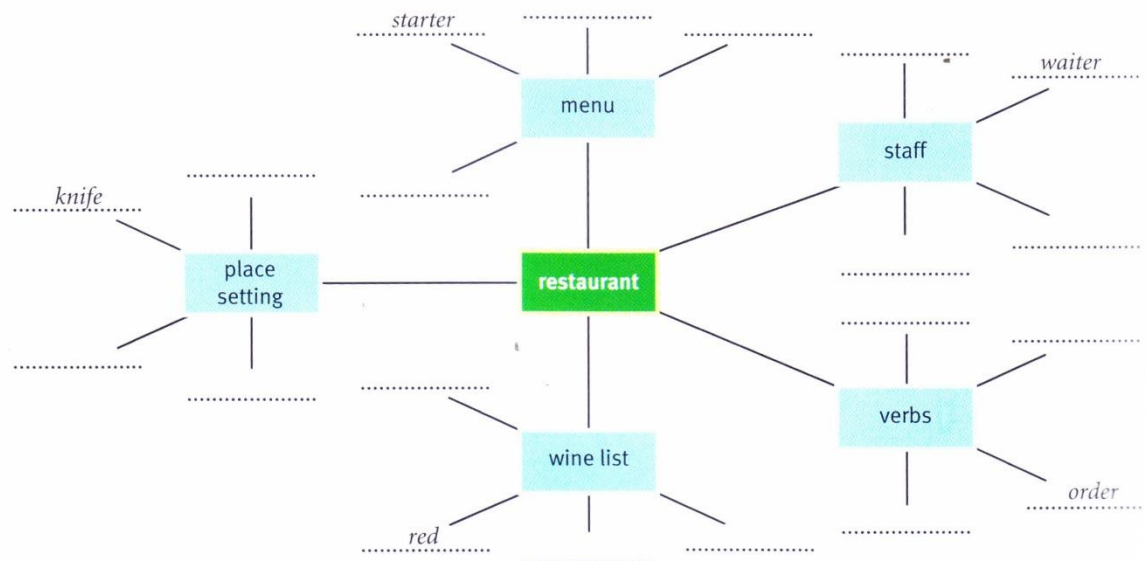 starter
menu
waiter
staff
knife
place
setting
restaurant
verbs
wine list
order
red